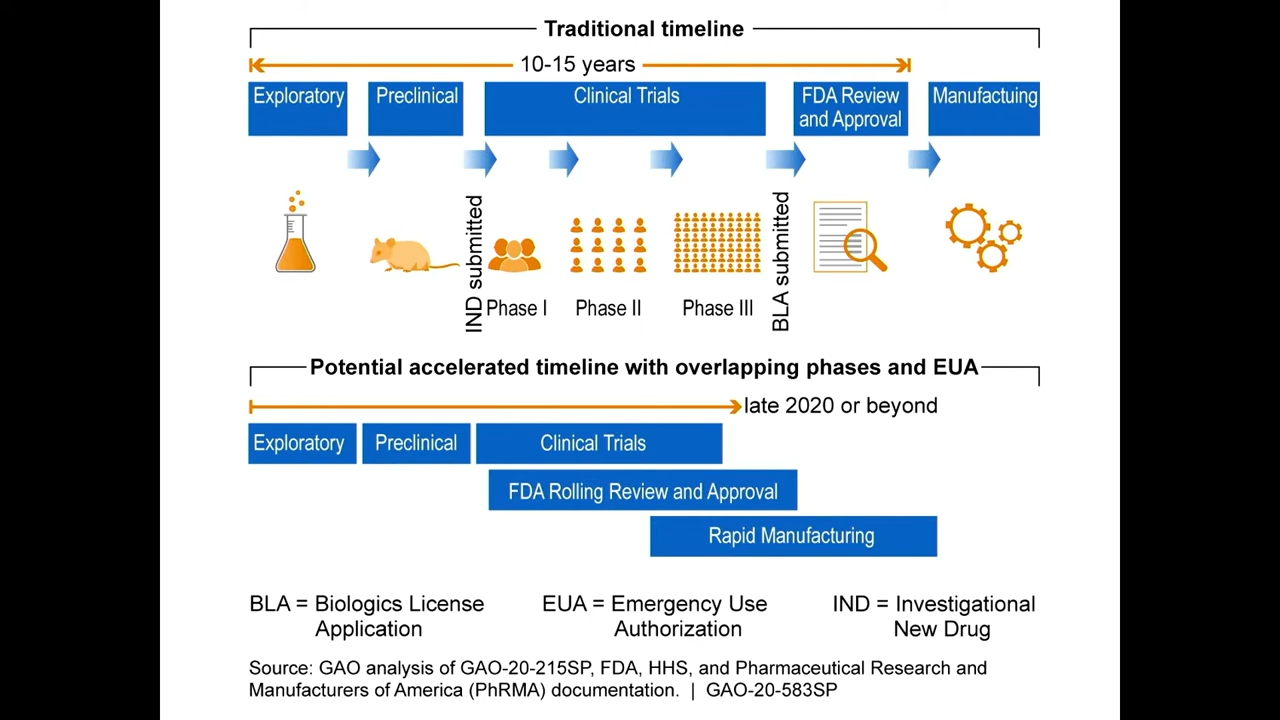 Traditional timeline
10-15 years
Exploratory
Preclinical
Clinical Trials
FDA Review
and Approval
Manufactuing
IND submitted
BLA submitted
Phase I
Phase II
Phase III
Potential accelerated timeline with overlapping phases and EUA
late 2020 or beyond
Exploratory
Preclinical
Clinical Trials
FDA Rolling Review and Approval
Rapid Manufacturing
BLA = Biologics License
Application
EUA = Emergency Use
Authorization
IND = Investigational
New Drug
Source: GAO analysis of GAO-20-215SP, FDA, HHS, and Pharmaceutical Research and
Manufacturers of America (PhRMA) documentation. | GAO-20-583SP